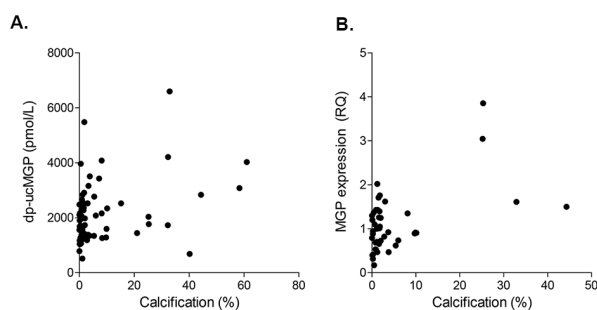 A.
dp-ucMGP (pmol/L)
8000
6000
4000
2000
0
0 20 40 60 80
Calcification (%)
B.
MGP expression (RQ)
5
4
3
2
1
0
0 10 20 30 40 50
Calcification (%)